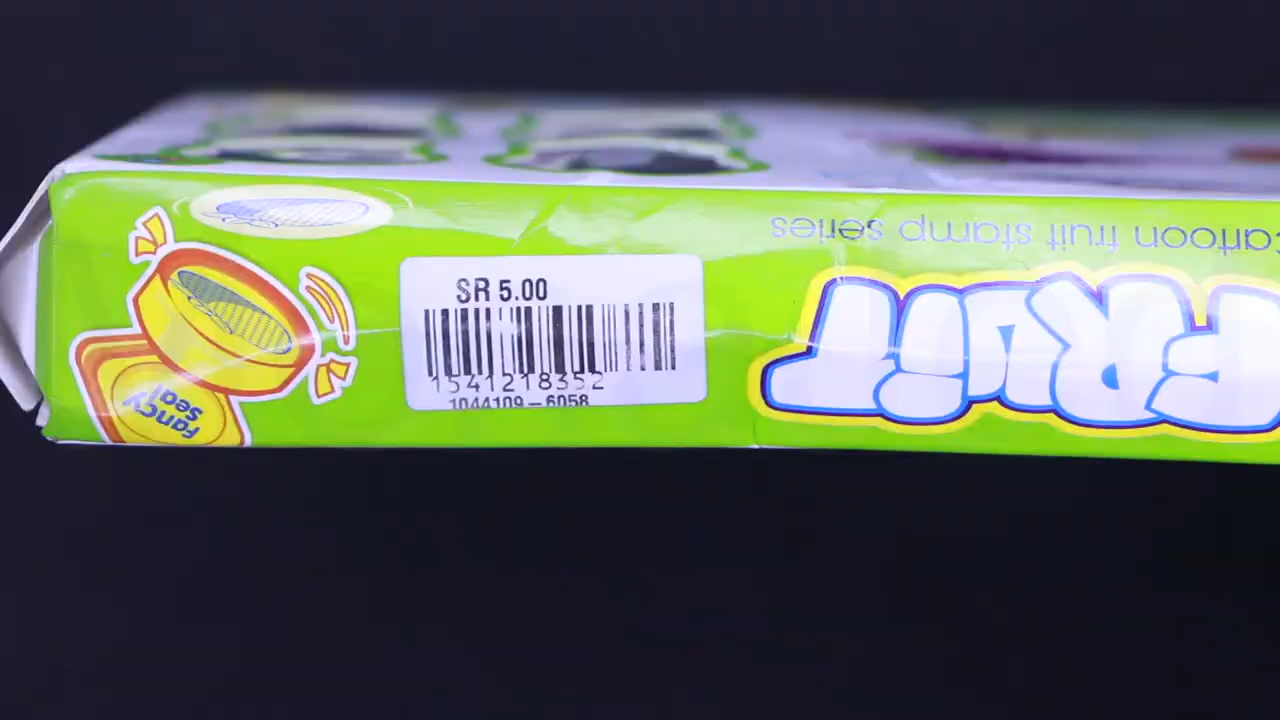 SR 5.00
1541218352
1044109-6058
cartoon fruit stamp series
FRUiT
fancy
seal